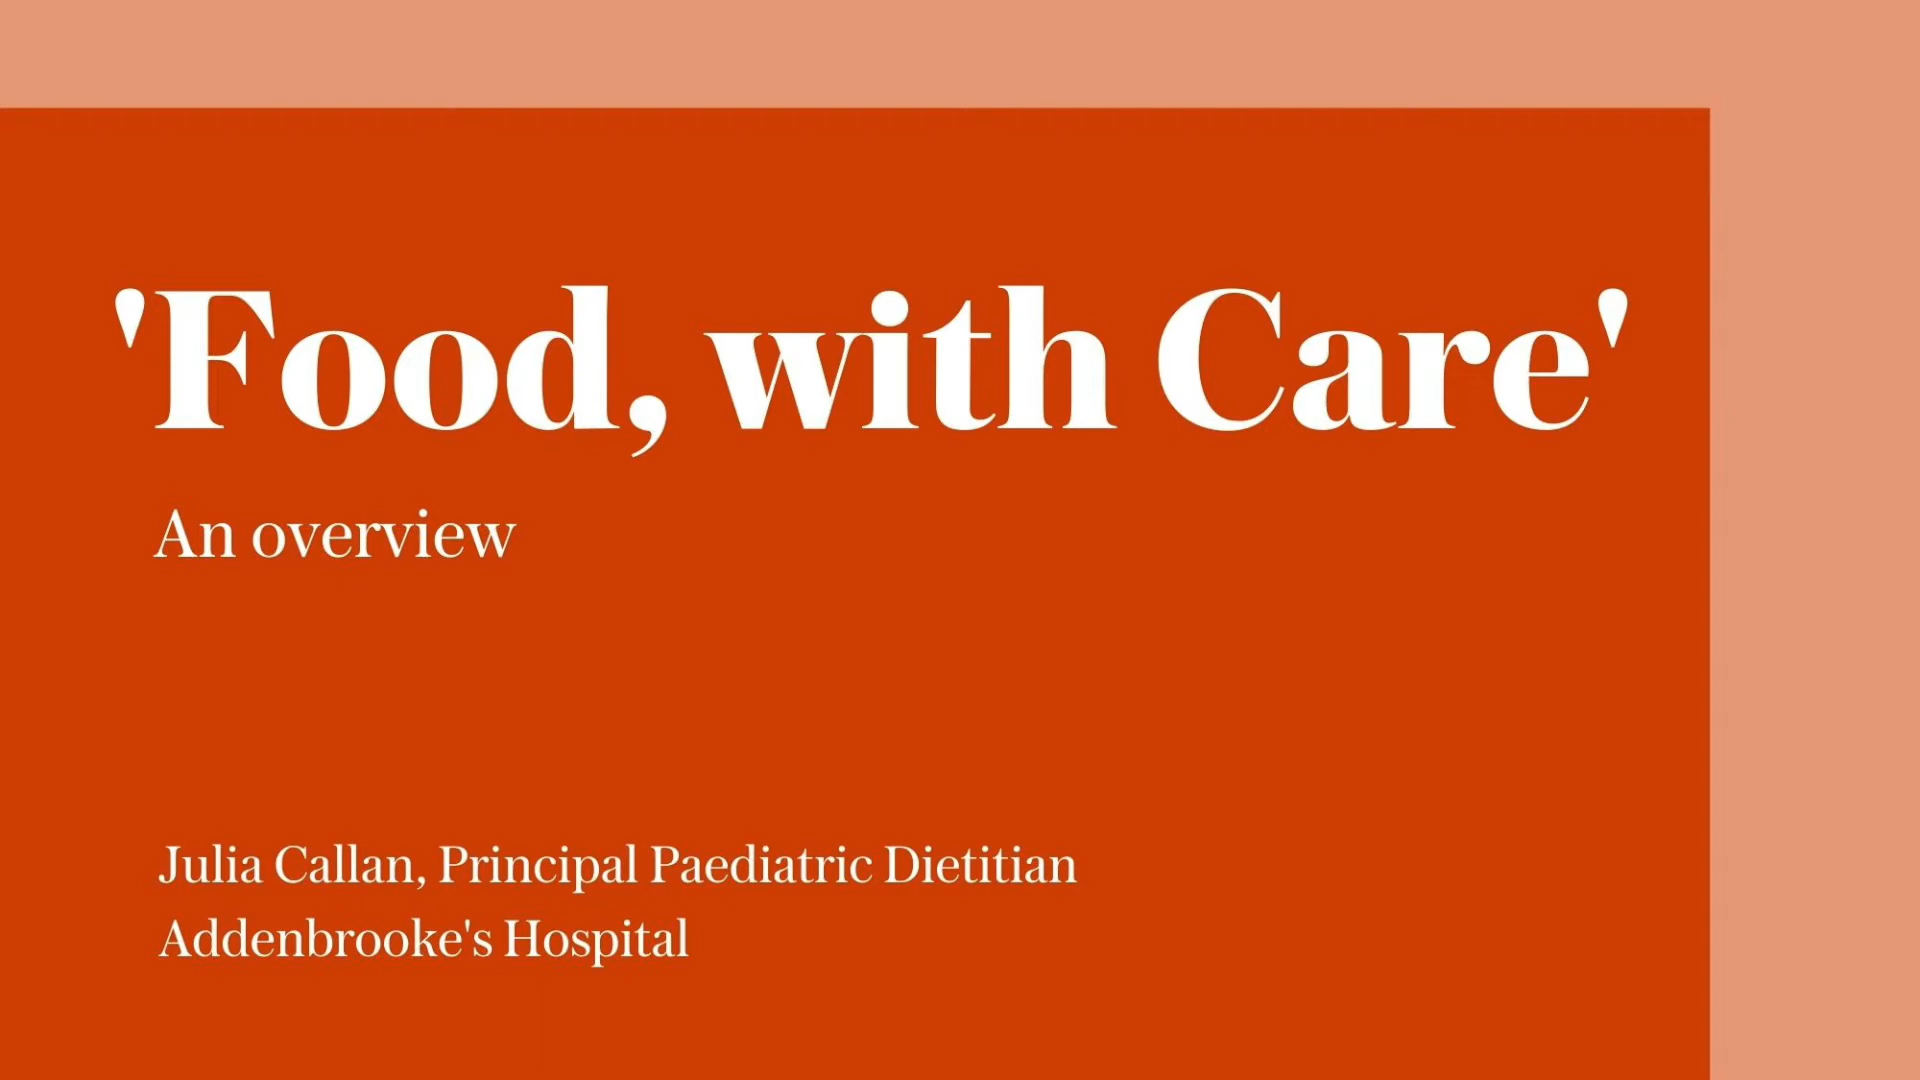 'Food, with Care'
An overview
Julia Callan, Principal Paediatric Dietitian
Addenbrooke's Hospital